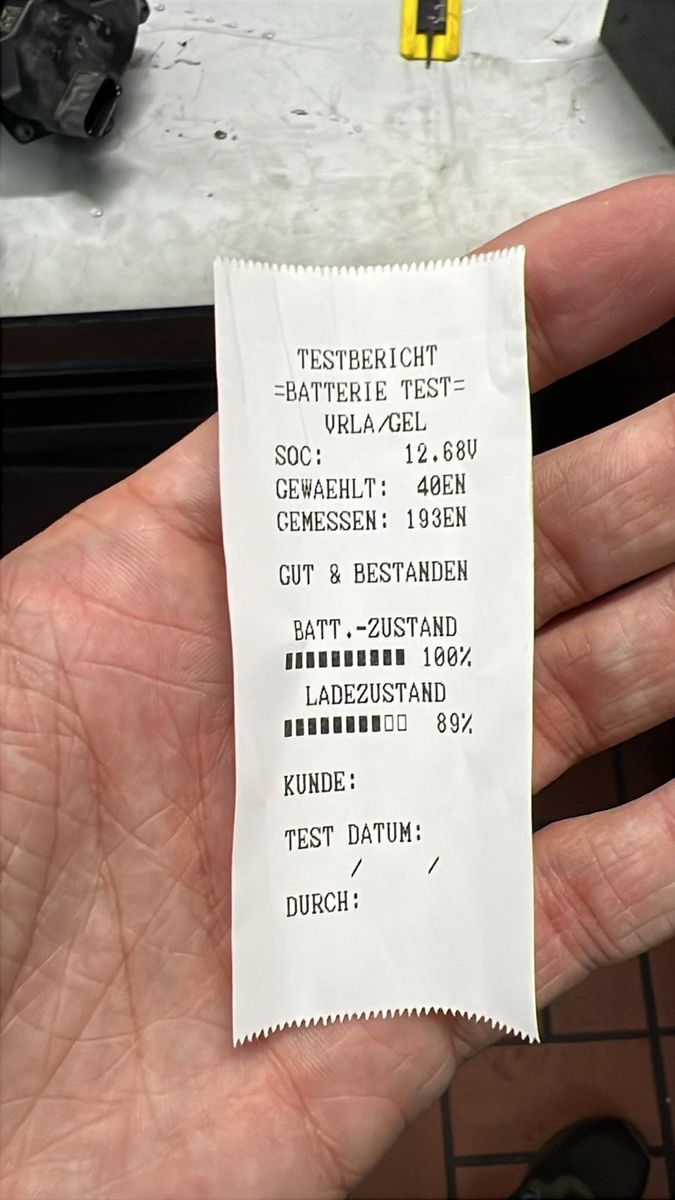 TESTBERICHT
=BATTERIE TEST=
VRLA/GEL
SOC: 12.68V
GEWAEHLT: 40EN
GEMESSEN: 193EN
GUT & BESTANDEN
BATT.-ZUSTAND
100%
LADEZUSTAND
89%
KUNDE:
TEST DATUM:
/ /
DURCH: